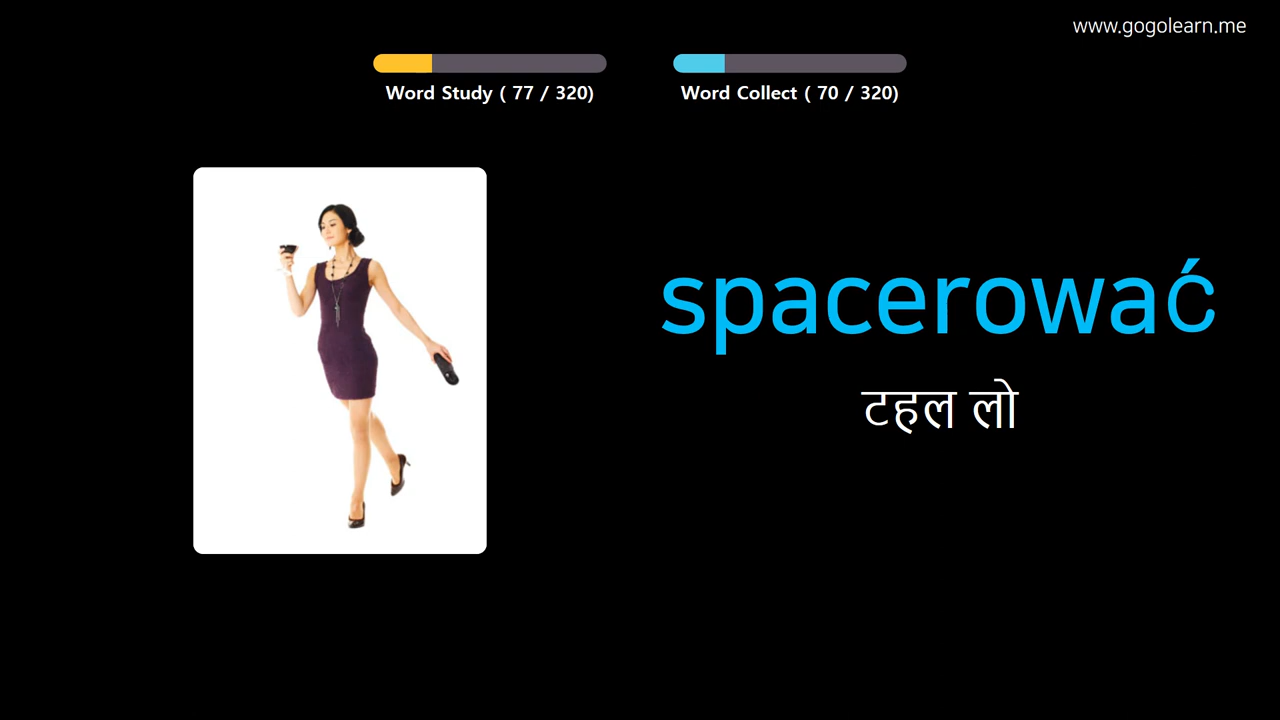 www.gogolearn.me
Word Study ( 77 / 320)
Word Collect ( 70 / 320)
spacerować
टहल लो